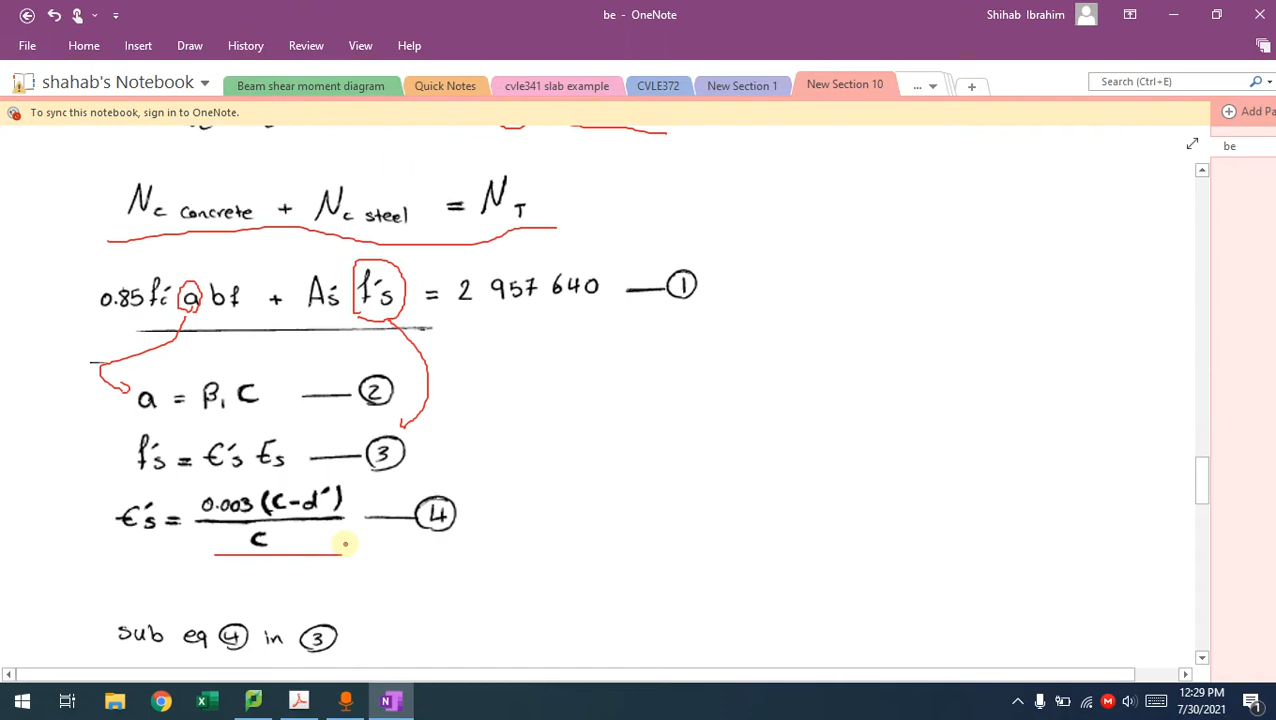 be - OneNote
Shihab Ibrahim
File Home Insert Draw History Review View Help
shahab's Notebook
Beam shear moment diagram
Quick Notes
cvle341 slab example
CVLE372
New Section 1
New Section 10
...
Search (Ctrl+E)
To sync this notebook, sign in to OneNote.
Add Pa
be
Nc concrete + Nc steel = NT
0.85 f'c a bf + A's f's = 2 957 640 — ①
a = β₁ C — ②
f's = Є's Es — ③
Є's = 0.003 (C-d') / C — ④
sub eq ④ in ③
12:29 PM
7/30/2021